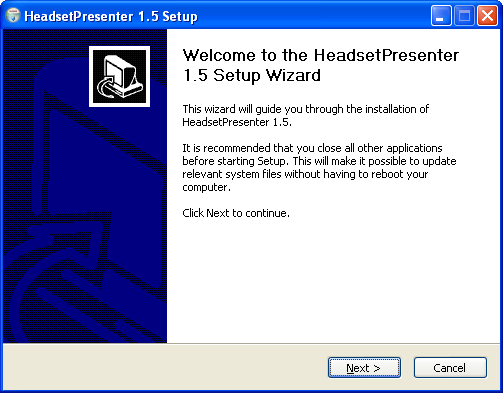 HeadsetPresenter 1.5 Setup
Welcome to the HeadsetPresenter
1.5 Setup Wizard
This wizard will guide you through the installation of
HeadsetPresenter 1.5.
It is recommended that you close all other applications
before starting Setup. This will make it possible to update
relevant system files without having to reboot your
computer.
Click Next to continue.
Next >
Cancel